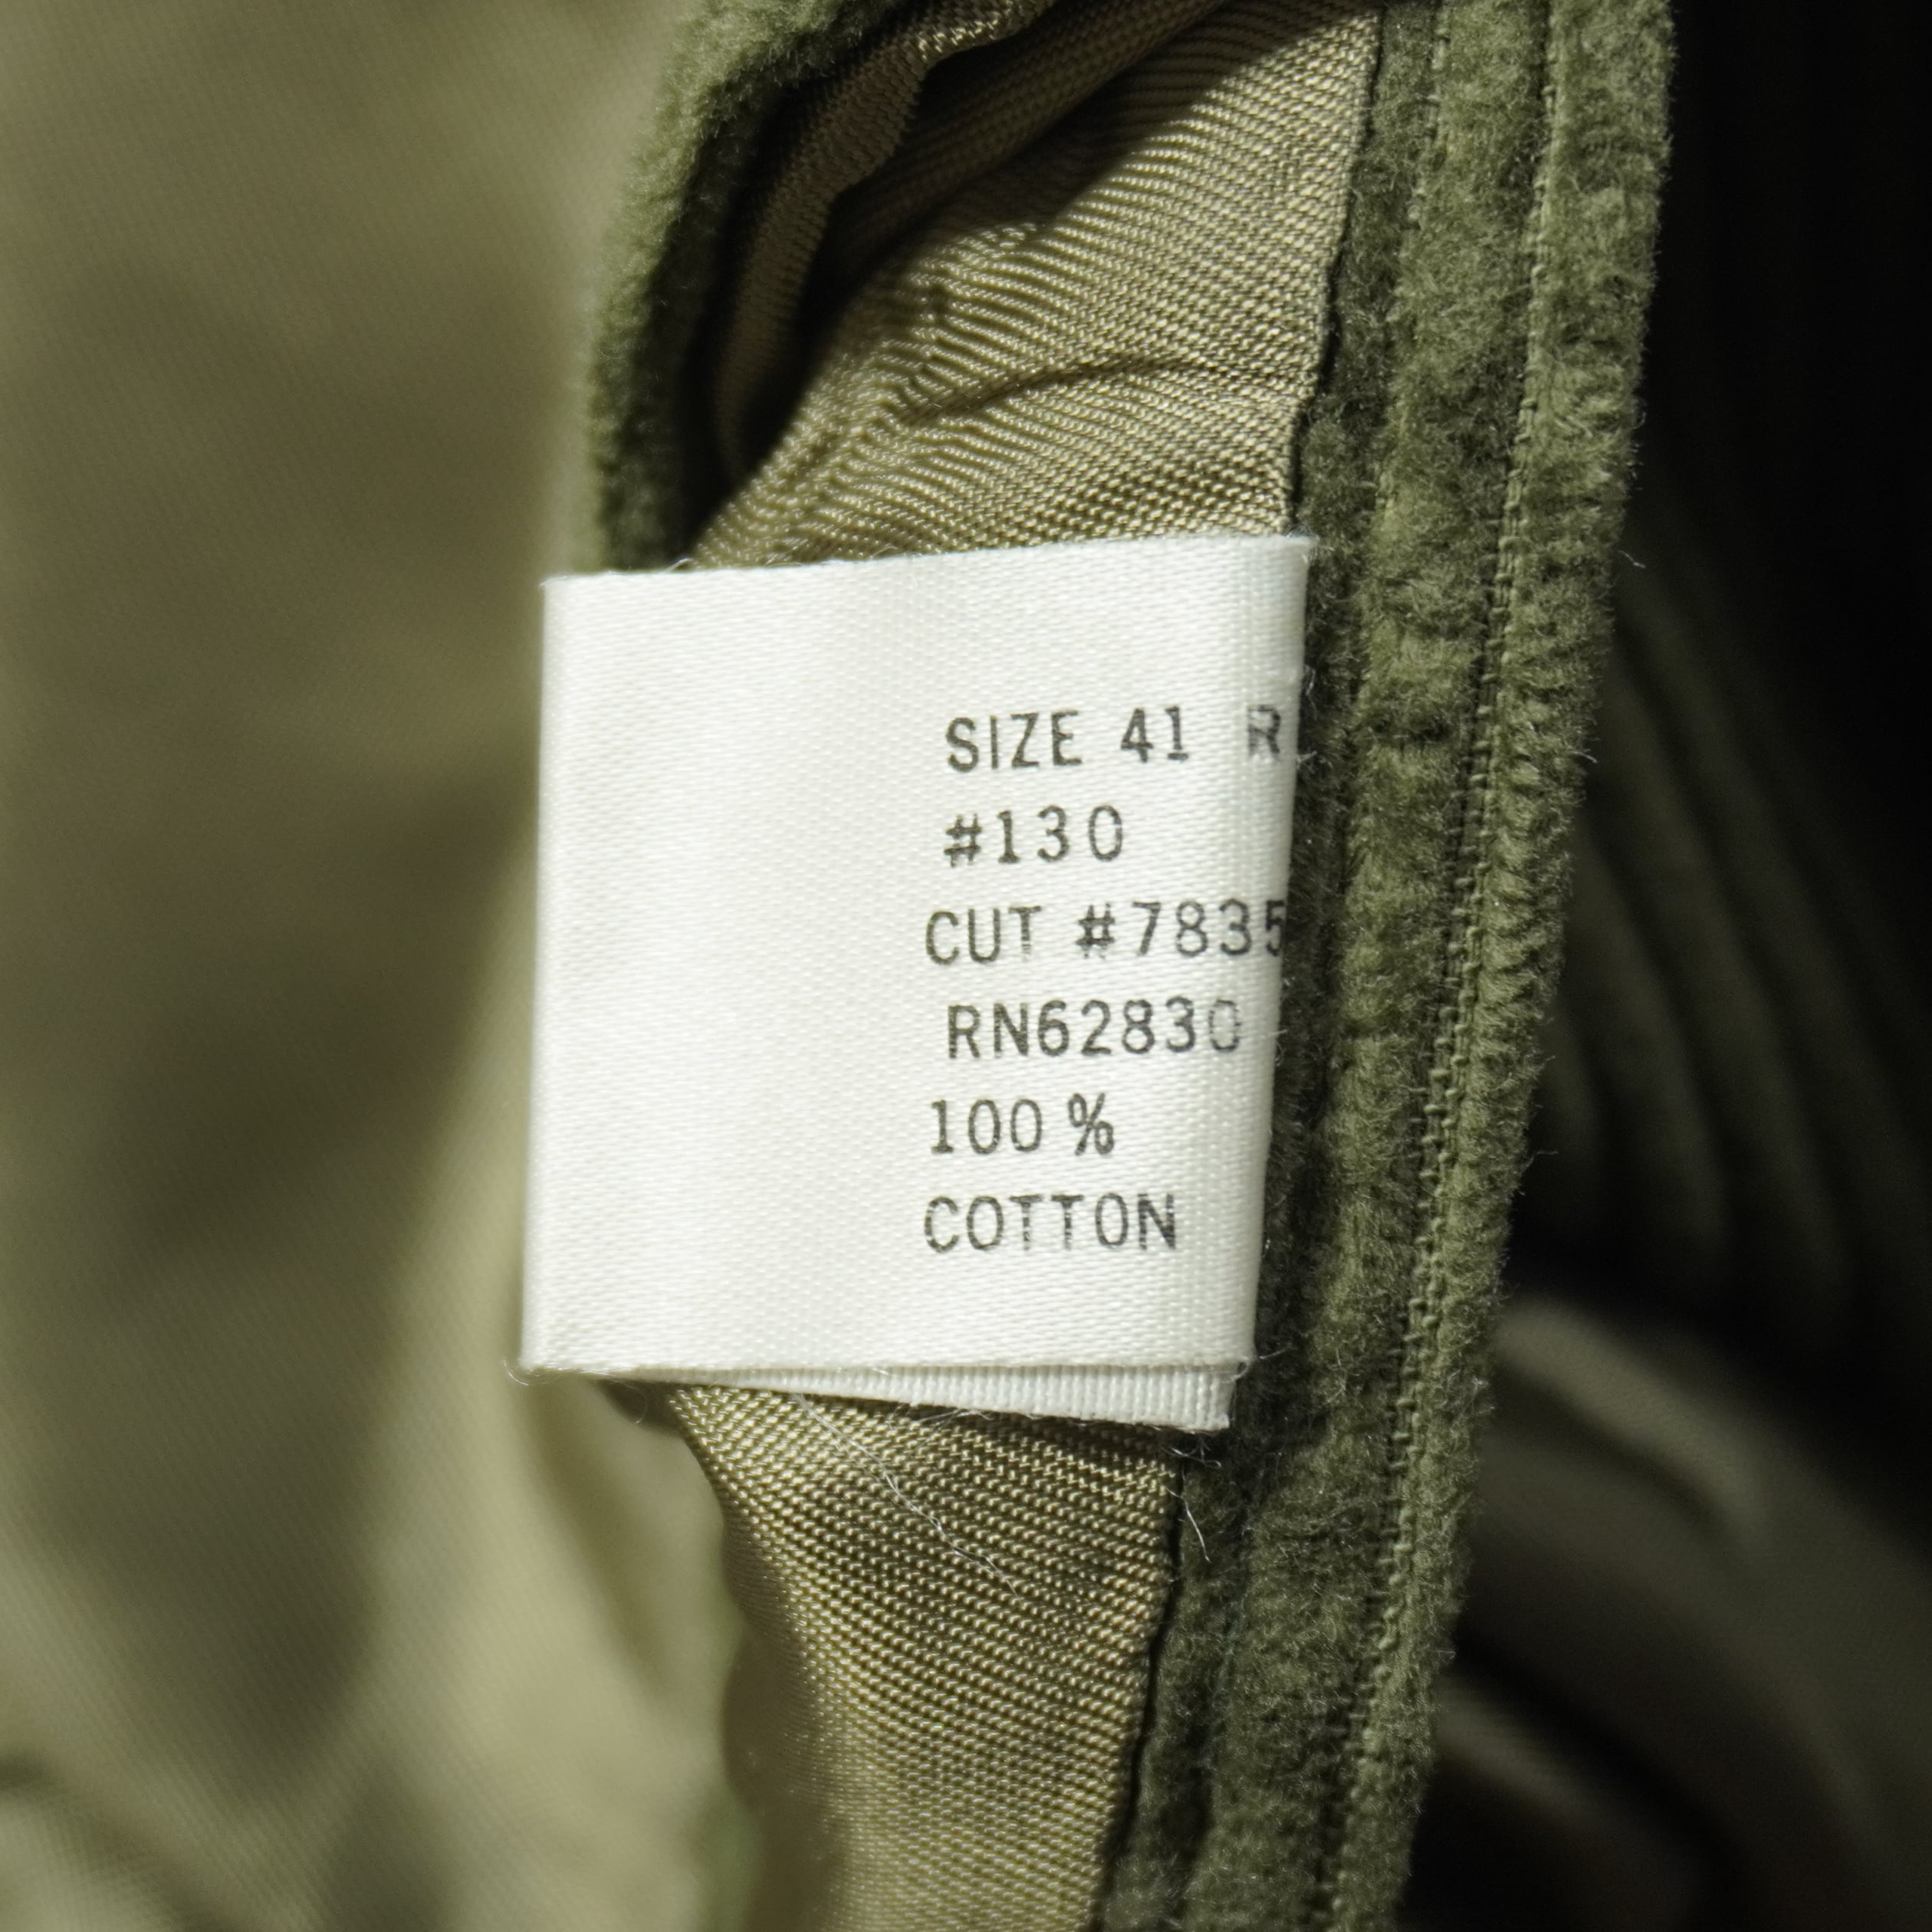 SIZE 41 R
#130
CUT #7835
RN62830
100 %
COTTON